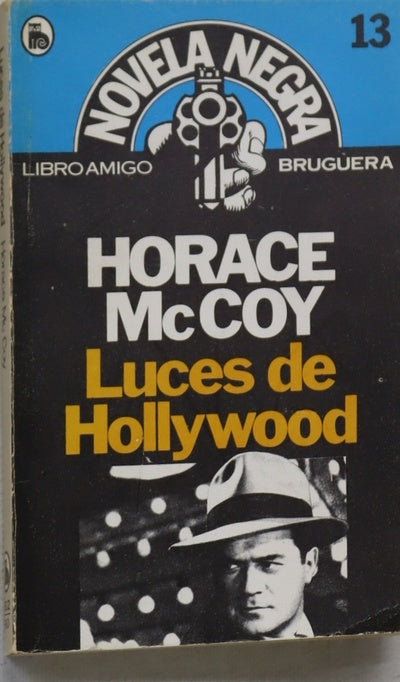 13
NOVELA NEGRA
LIBRO AMIGO
BRUGUERA
HORACE
McCOY
Luces de
Hollywood